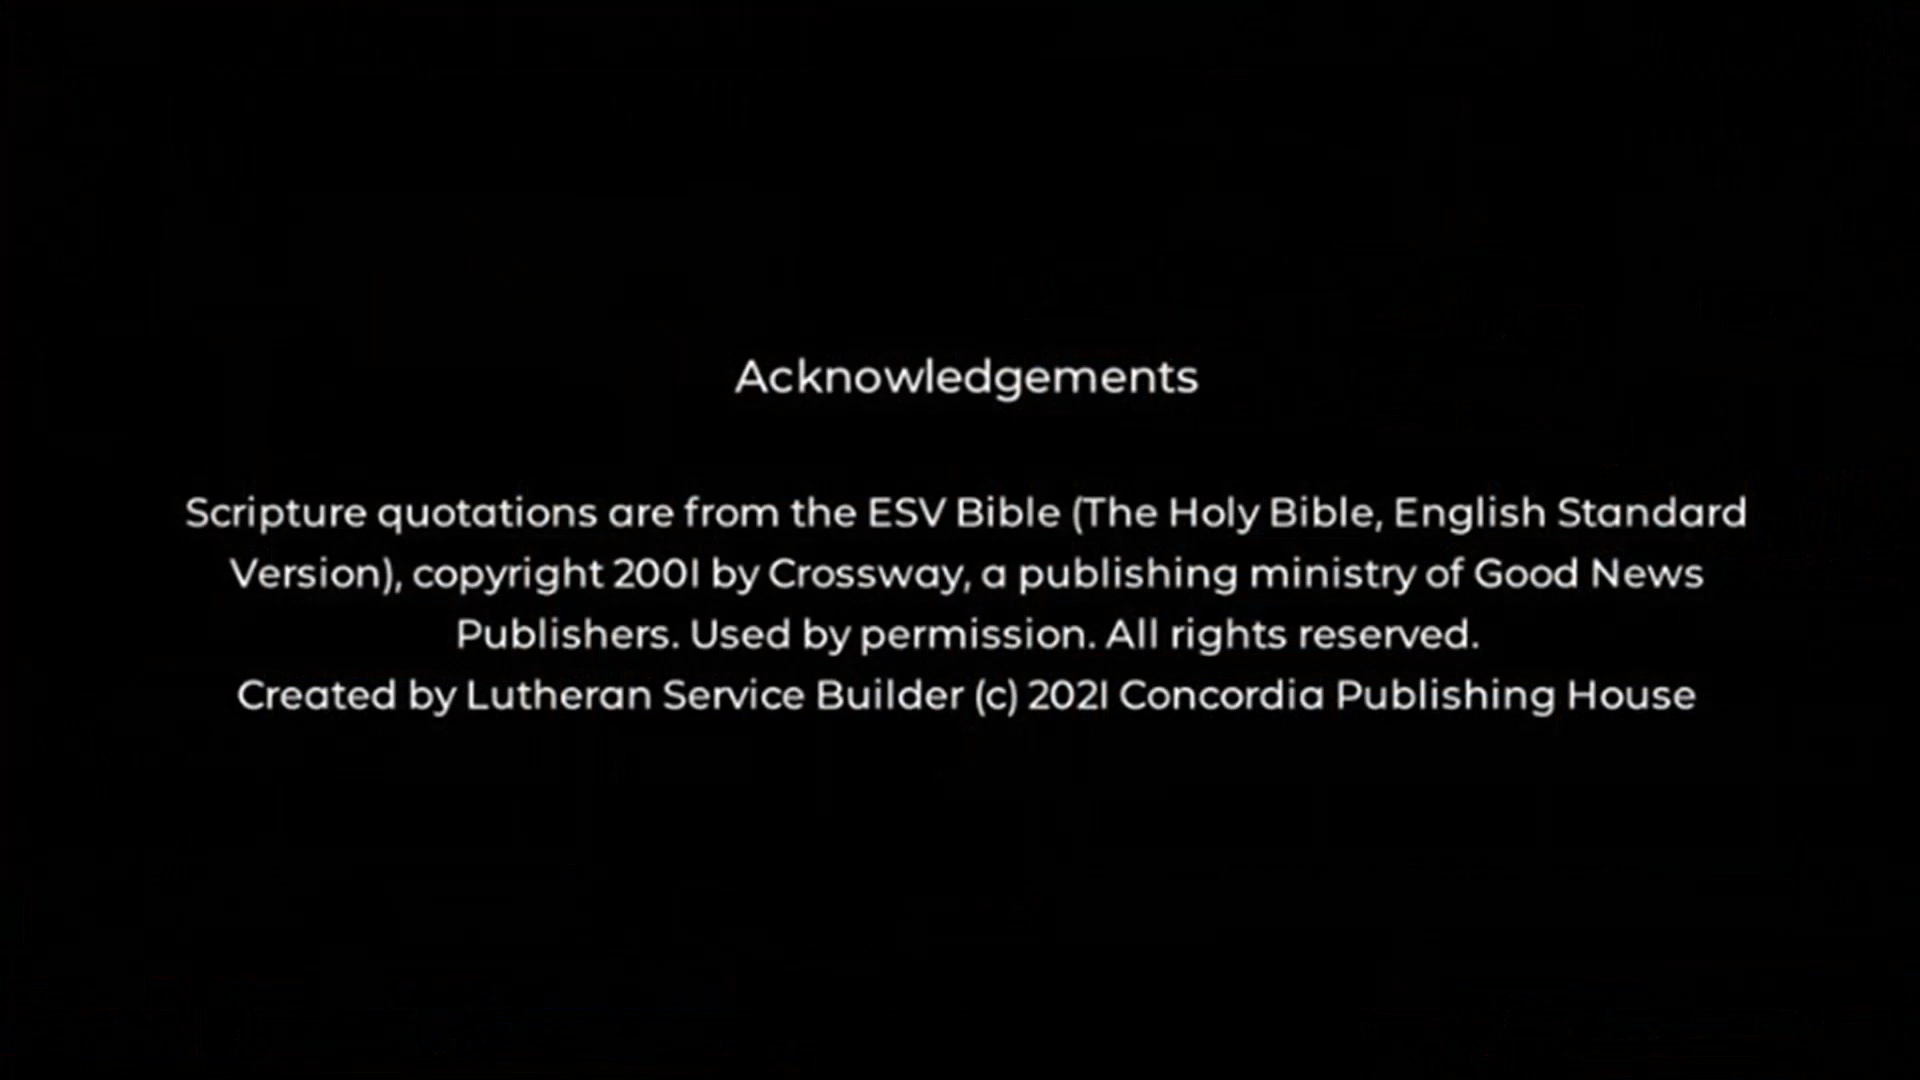 Acknowledgements
Scripture quotations are from the ESV Bible (The Holy Bible, English Standard
Version), copyright 2001 by Crossway, a publishing ministry of Good News
Publishers. Used by permission. All rights reserved.
Created by Lutheran Service Builder (c) 2021 Concordia Publishing House